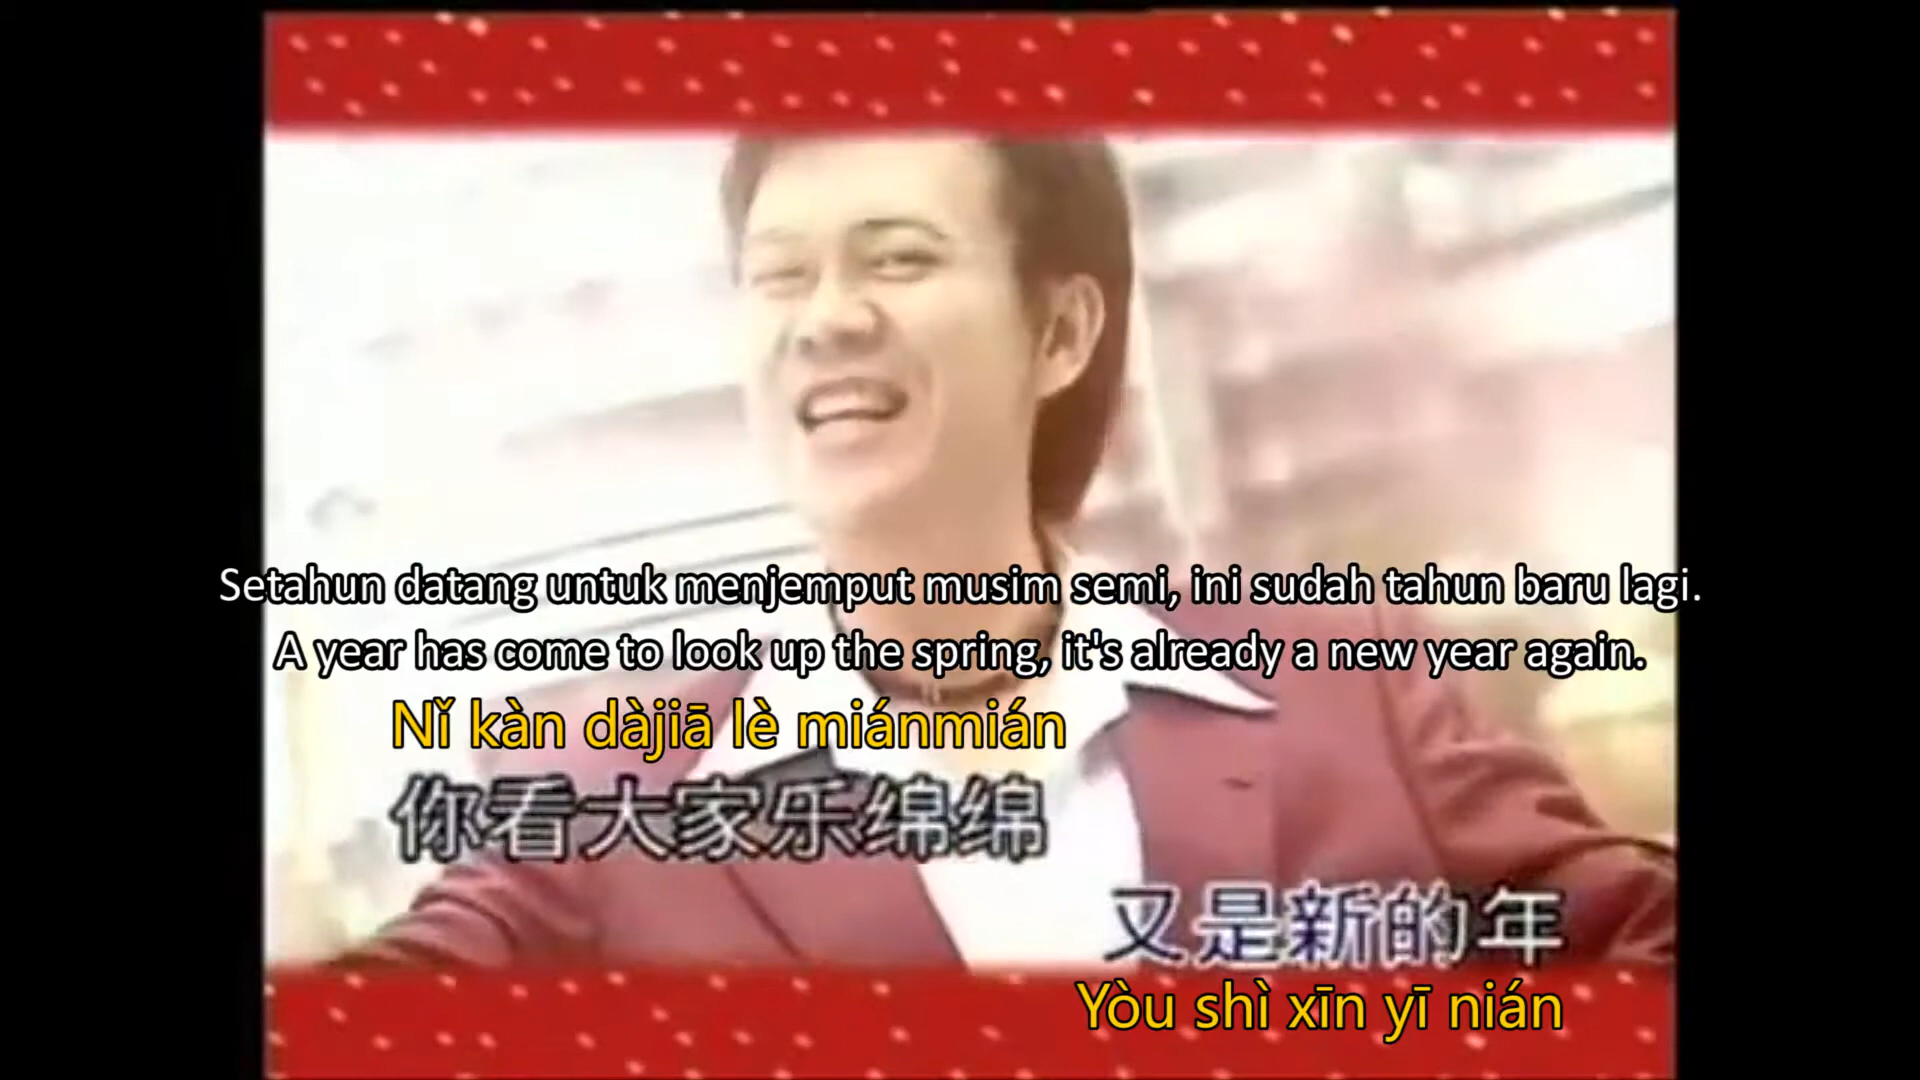 Setahun datang untuk menjemput musim semi, ini sudah tahun baru lagi.
A year has come to look up the spring, it's already a new year again.
Nǐ kàn dàjiā lè miánmián
你看大家乐绵绵
又是新的年
Yòu shì xīn yī nián